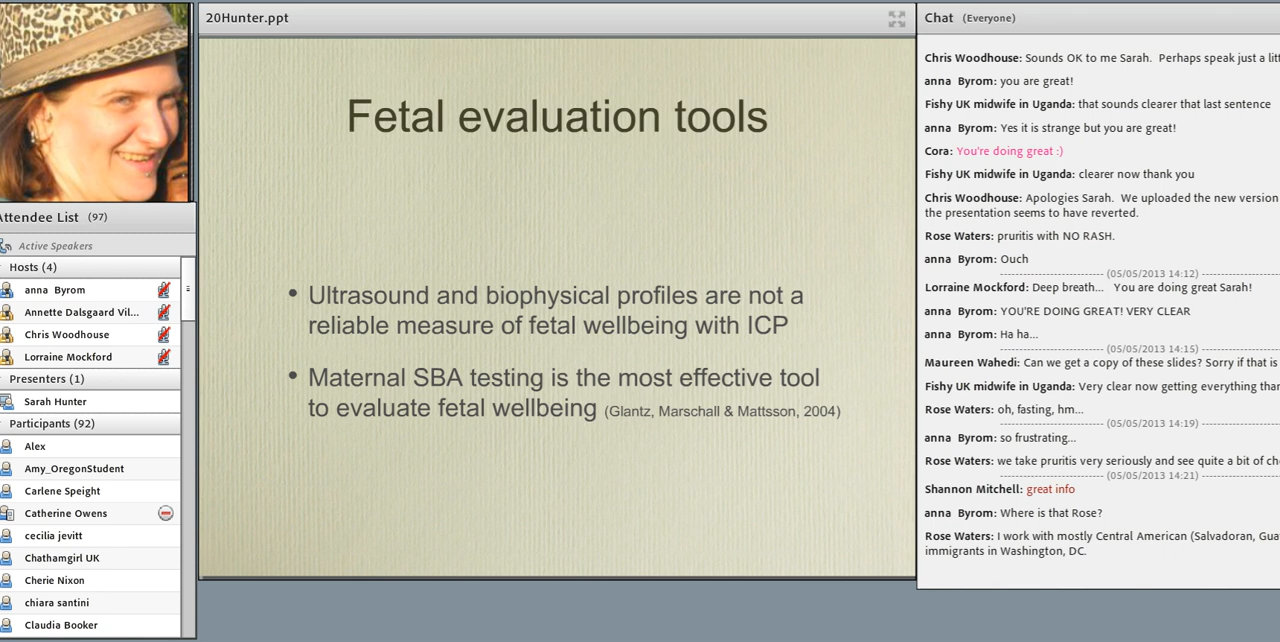 20Hunter.ppt
Fetal evaluation tools
• Ultrasound and biophysical profiles are not a
reliable measure of fetal wellbeing with ICP
• Maternal SBA testing is the most effective tool
to evaluate fetal wellbeing (Glantz, Marschall & Mattsson, 2004)
Attendee List (97)
Active Speakers
Hosts (4)
anna Byrom
Annette Dalsgaard Vil...
Chris Woodhouse
Lorraine Mockford
Presenters (1)
Sarah Hunter
Participants (92)
Alex
Amy_OregonStudent
Carlene Speight
Catherine Owens
cecilia jevitt
Chathamgirl UK
Cherie Nixon
chiara santini
Claudia Booker
Chat (Everyone)
Chris Woodhouse: Sounds OK to me Sarah. Perhaps speak just a
anna Byrom: you are great!
Fishy UK midwife in Uganda: that sounds clearer that last sentence
anna Byrom: Yes it is strange but you are great!
Cora: You're doing great :)
Fishy UK midwife in Uganda: clearer now thank you
Chris Woodhouse: Apologies Sarah. We uploaded the new version
the presentation seems to have reverted.
Rose Waters: pruritis with NO RASH.
anna Byrom: Ouch
(05/05/2013 14:12)
Lorraine Mockford: Deep breath... You are doing great Sarah!
anna Byrom: YOU'RE DOING GREAT! VERY CLEAR
anna Byrom: Ha ha...
(05/05/2013 14:15)
Maureen Wahedi: Can we get a copy of these slides? Sorry if that is
Fishy UK midwife in Uganda: Very clear now getting everything
Rose Waters: oh, fasting, hm...
(05/05/2013 14:19)
anna Byrom: so frustrating...
Rose Waters: we take pruritis very seriously and see quite a bit of
(05/05/2013 14:21)
Shannon Mitchell: great info
anna Byrom: Where is that Rose?
Rose Waters: I work with mostly Central American (Salvadoran,
immigrants in Washington, DC.